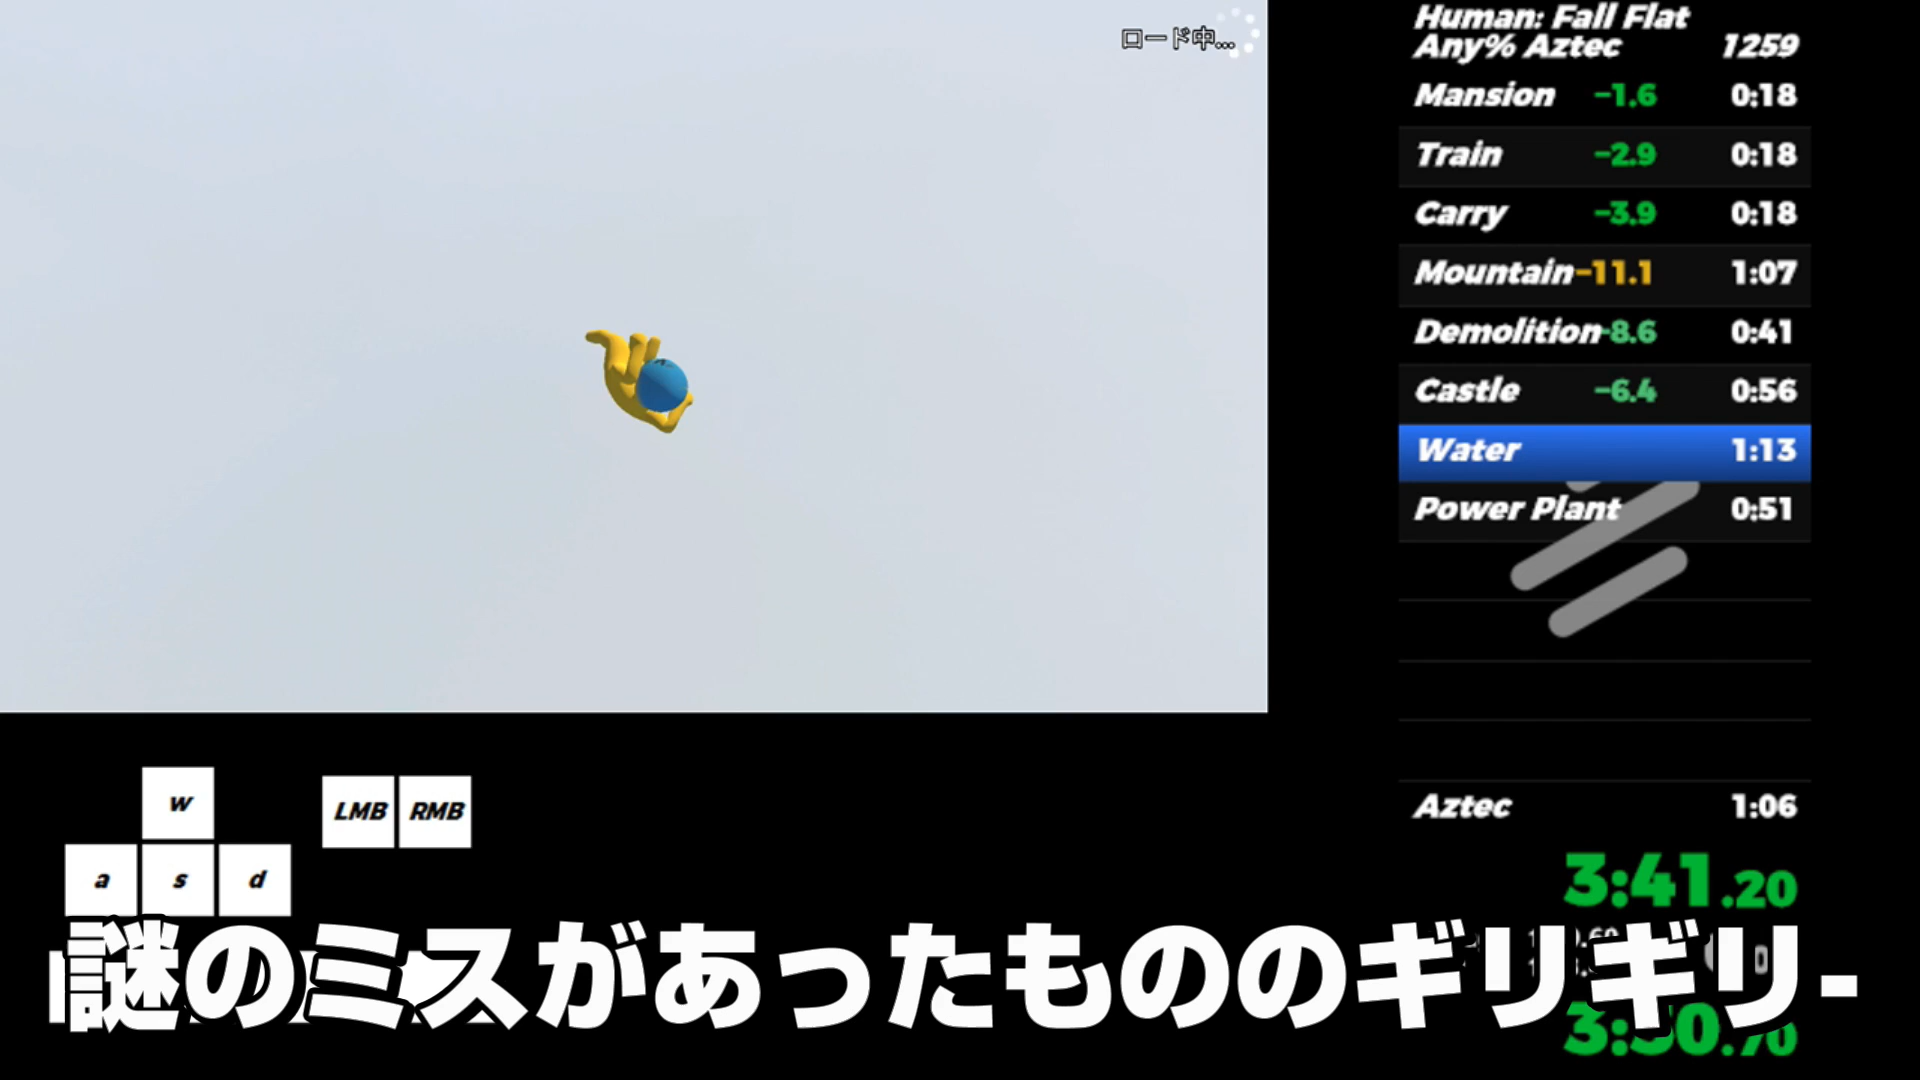 ロード中...
Human: Fall Flat
Any% Aztec 1259
Mansion -1.6 0:18
Train -2.9 0:18
Carry -3.9 0:18
Mountain -11.1 1:07
Demolition -8.6 0:41
Castle -6.4 0:56
Water 1:13
Power Plant 0:51
Aztec 1:06
3:41.20
w
LMB RMB
a s d
謎のミスがあったもののギリギリ-